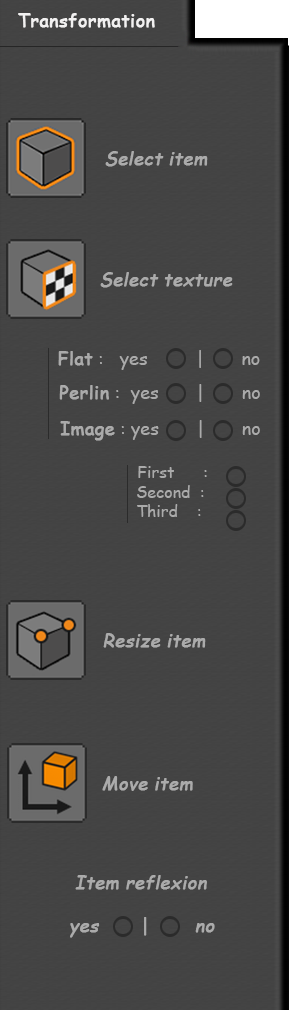 Transformation
Select item
Select texture
Flat : yes | no
Perlin : yes | no
Image : yes | no
First :
Second :
Third :
Resize item
Move item
Item reflexion
yes | no